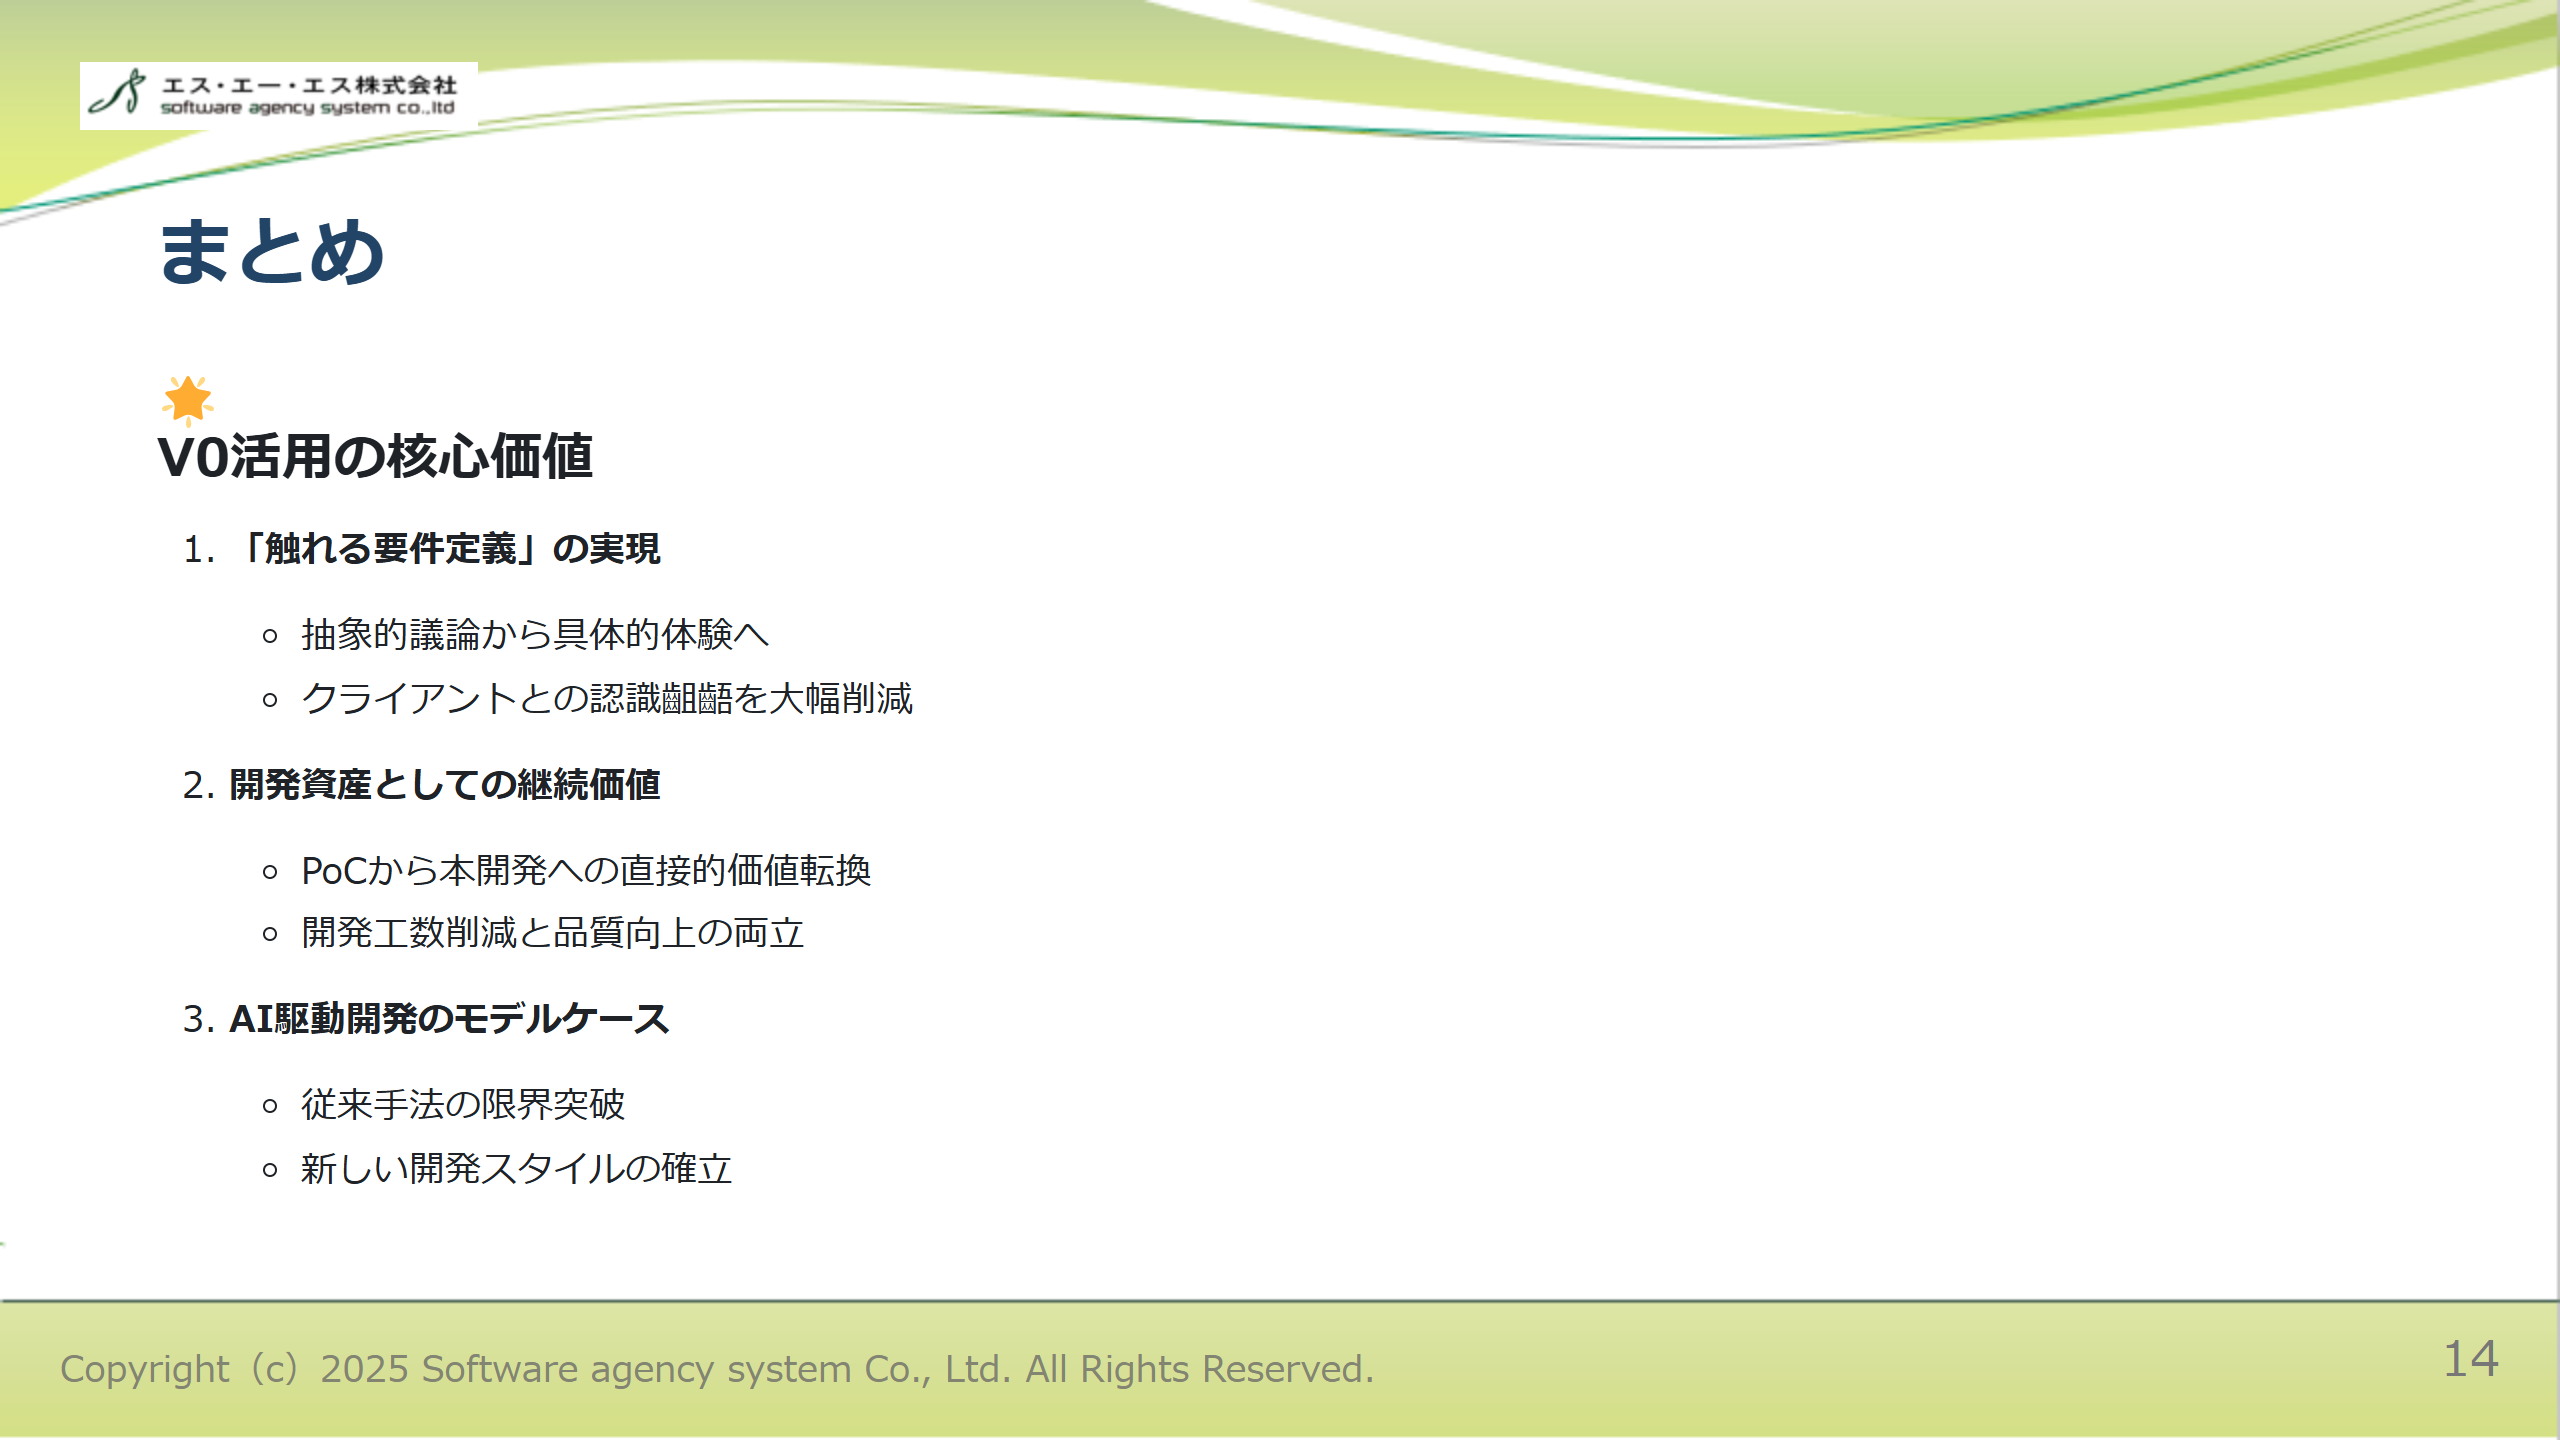 エス・エー・エス株式会社
software agency system co.,ltd
まとめ
V0活用の核心価値
1. 「触れる要件定義」の実現
抽象的議論から具体的体験へ
クライアントとの認識齟齬を大幅削減
2. 開発資産としての継続価値
PoCから本開発への直接的価値転換
開発工数削減と品質向上の両立
3. AI駆動開発のモデルケース
従来手法の限界突破
新しい開発スタイルの確立
Copyright（c）2025 Software agency system Co., Ltd. All Rights Reserved.
14